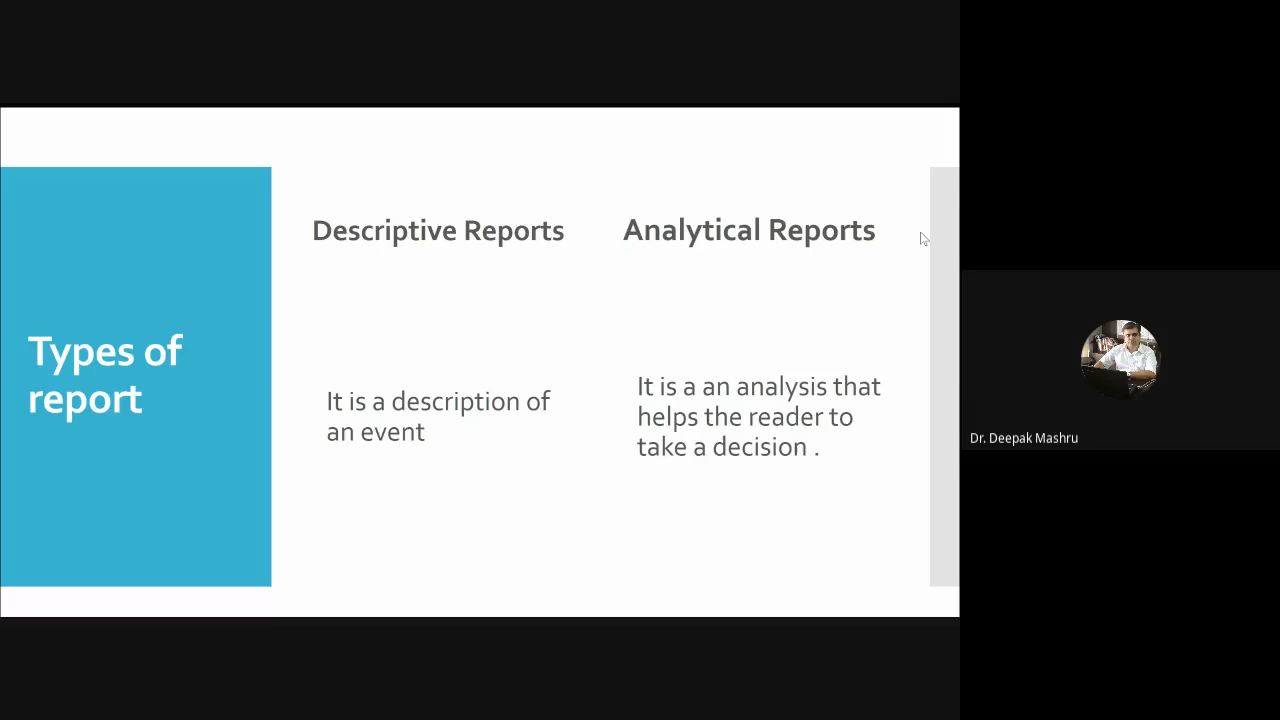 Types of
report
Descriptive Reports
It is a description of
an event
Analytical Reports
It is a an analysis that
helps the reader to
take a decision .
Dr. Deepak Mashru